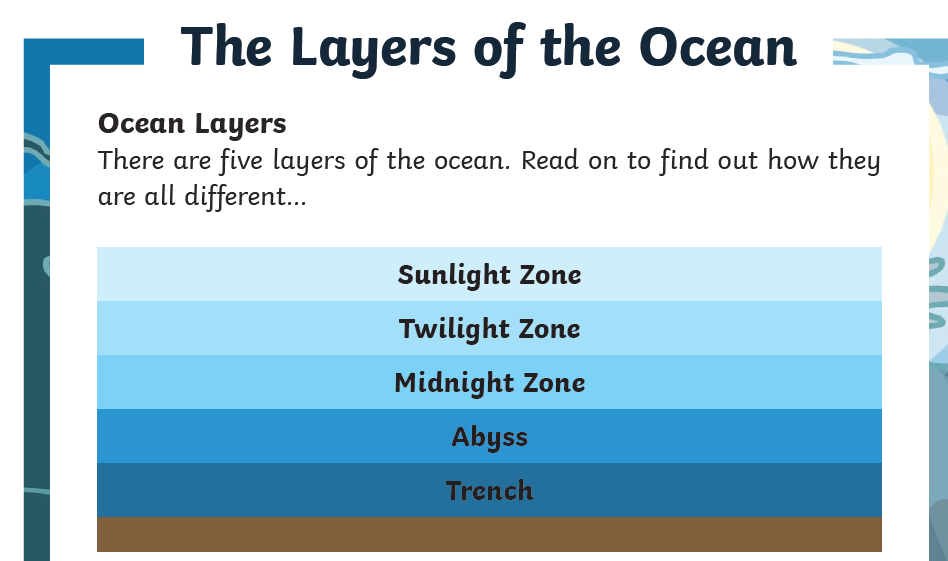 The Layers of the Ocean
Ocean Layers
There are five layers of the ocean. Read on to find out how they
are all different...
Sunlight Zone
Twilight Zone
Midnight Zone
Abyss
Trench